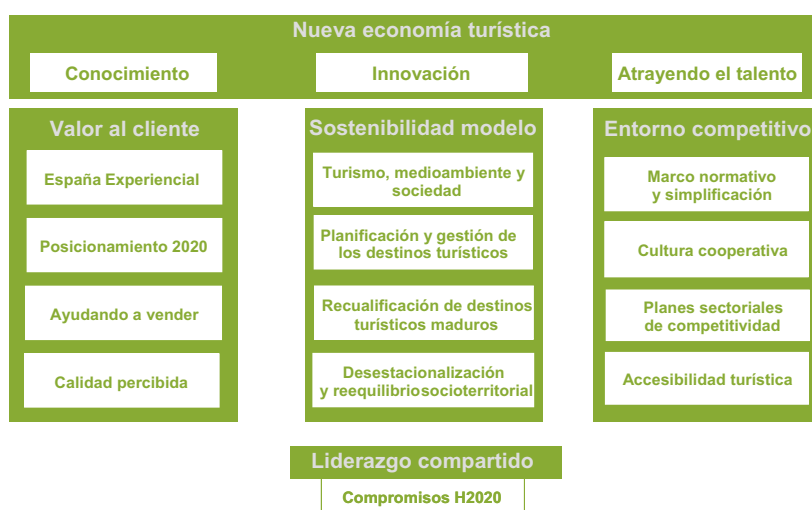 Nueva economía turística
Conocimiento
Innovación
Atrayendo el talento
Valor al cliente
España Experiencial
Posicionamiento 2020
Ayudando a vender
Calidad percibida
Sostenibilidad modelo
Turismo, medioambiente y
sociedad
Planificación y gestión de
los destinos turísticos
Recualificación de destinos
turísticos maduros
Desestacionalización
y reequilibriosocioterritorial
Entorno competitivo
Marco normativo
y simplificación
Cultura cooperativa
Planes sectoriales
de competitividad
Accesibilidad turística
Liderazgo compartido
Compromisos H2020